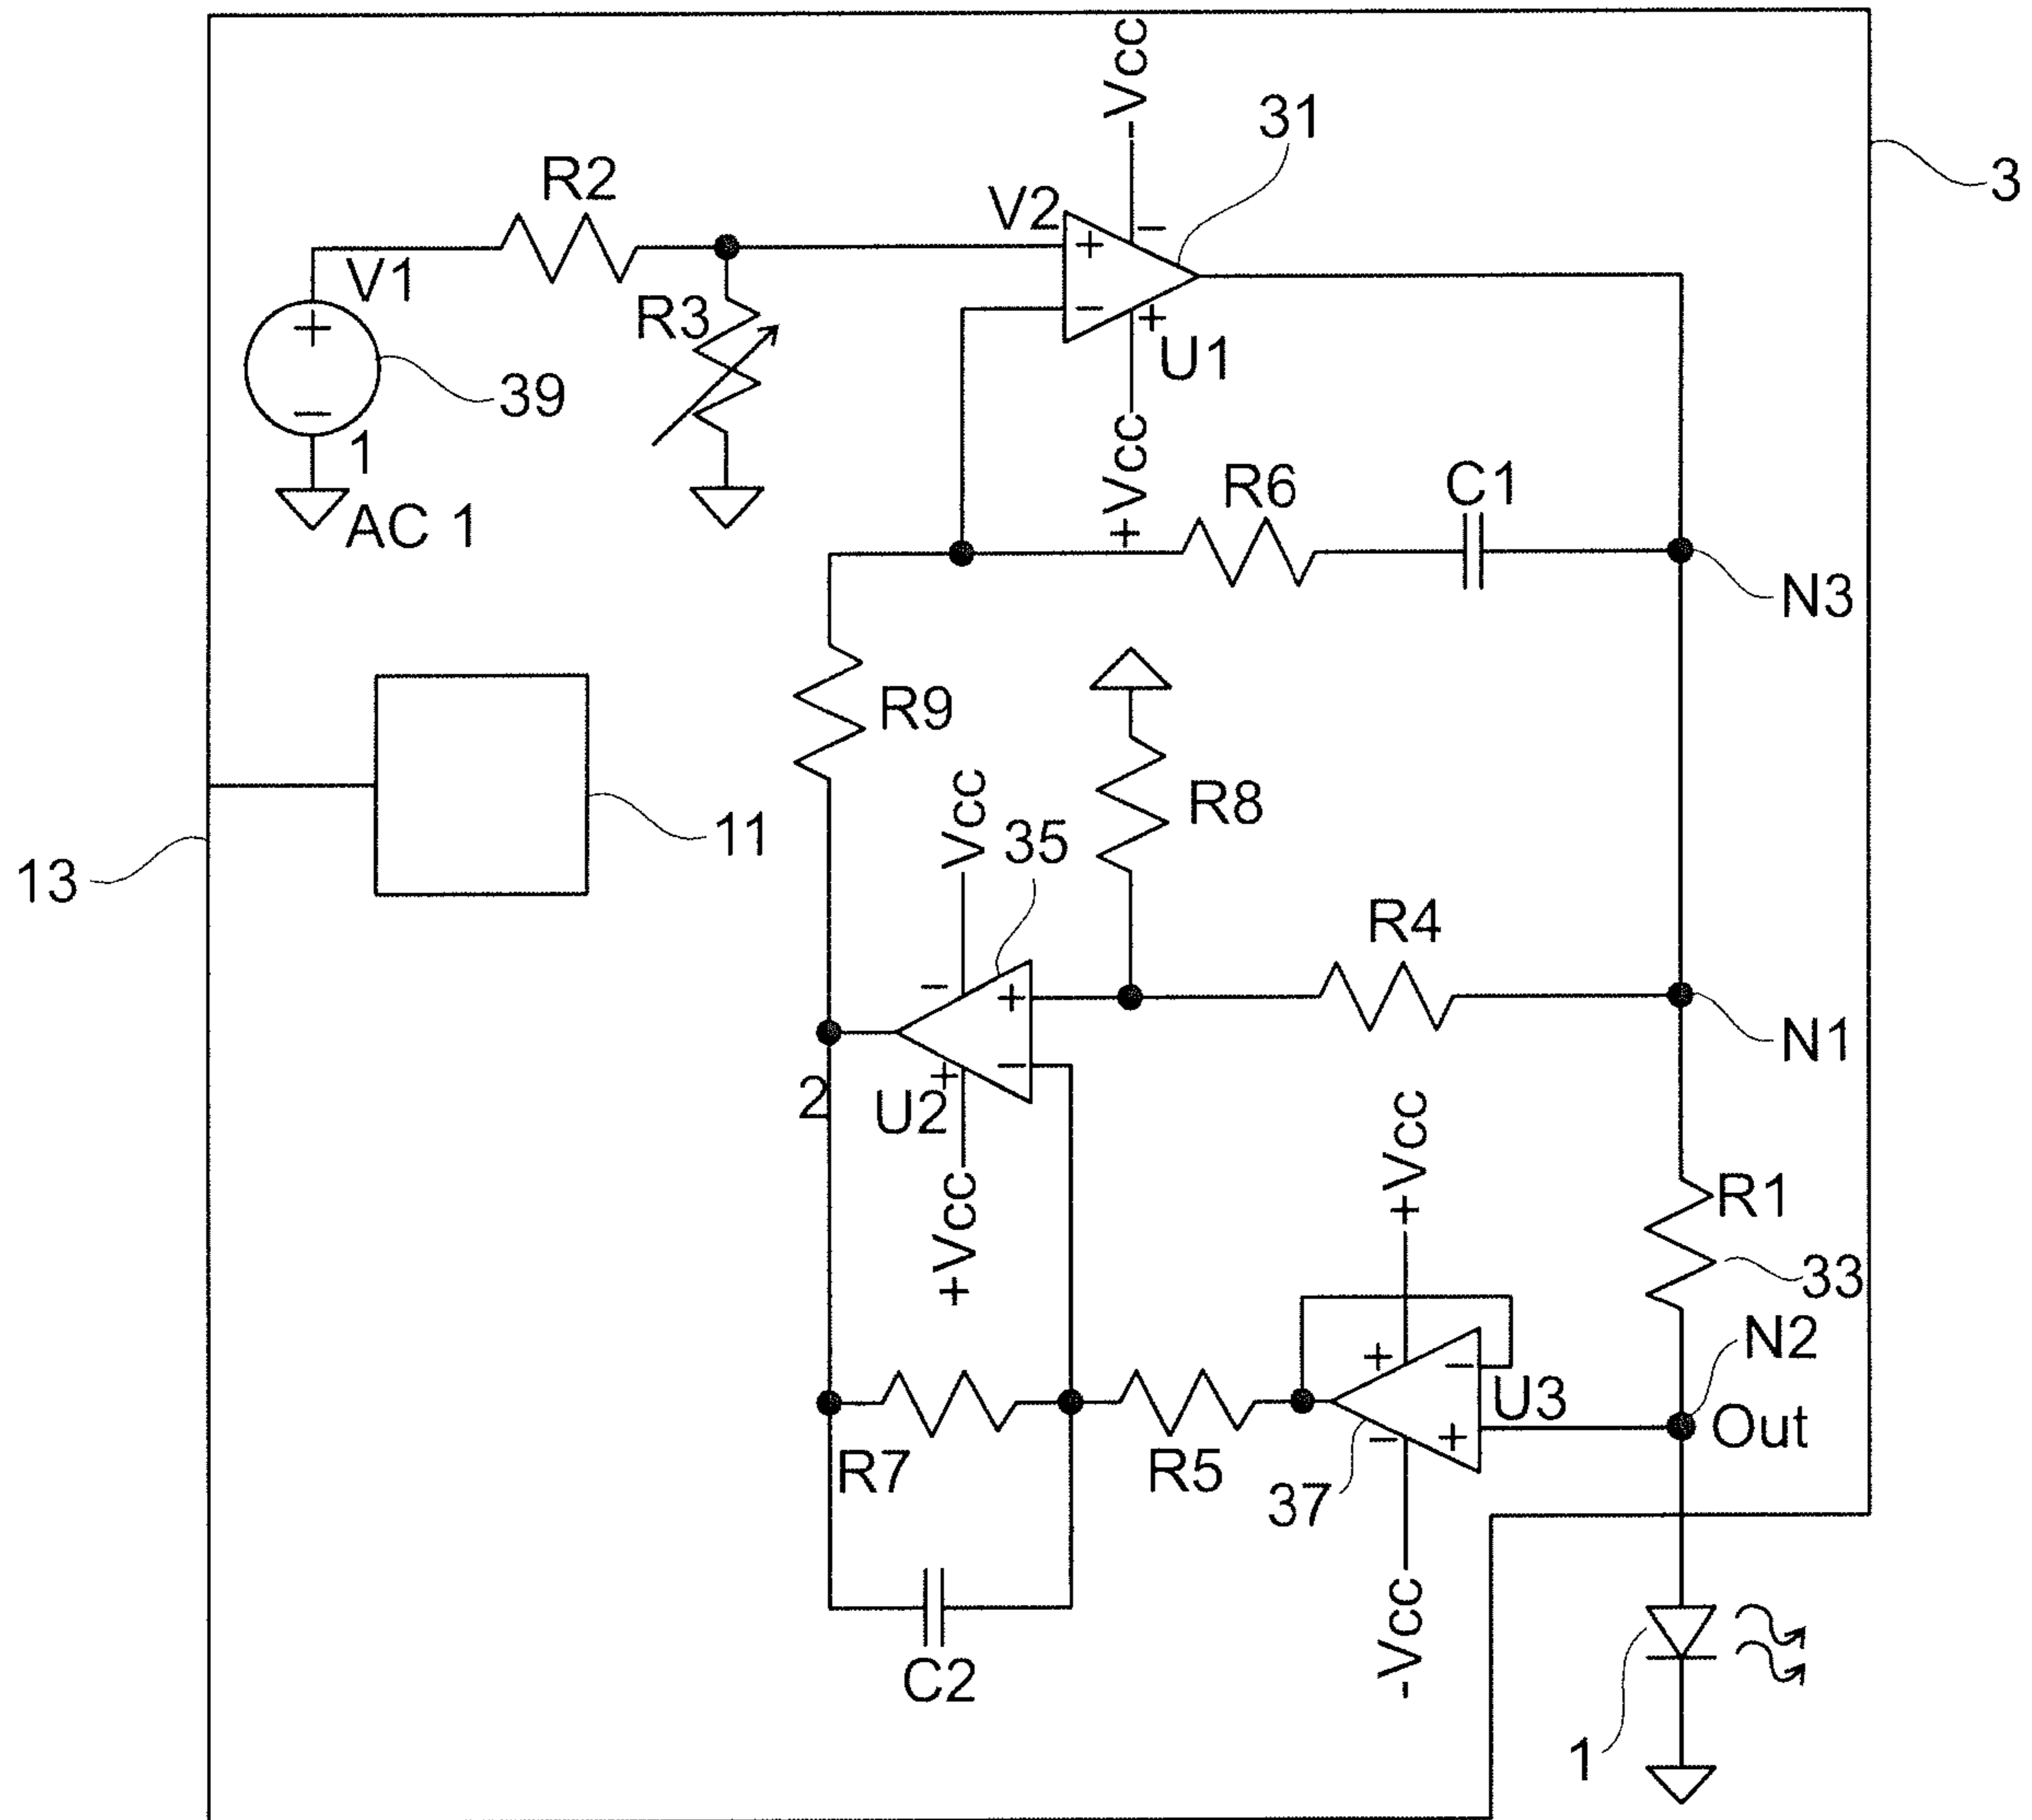 -Vcc
31
3
R2
V2
V1
+
-
R3
+
-
-
+
U1
39
1
AC 1
+Vcc
R6
C1
N3
R9
R8
Vcc
35
11
13
R4
-
+
-
+
N1
2
U2
+Vcc
+Vcc
R1
33
N2
+
-
U3
Out
-
+
R7
R5
37
-Vcc
C2
1